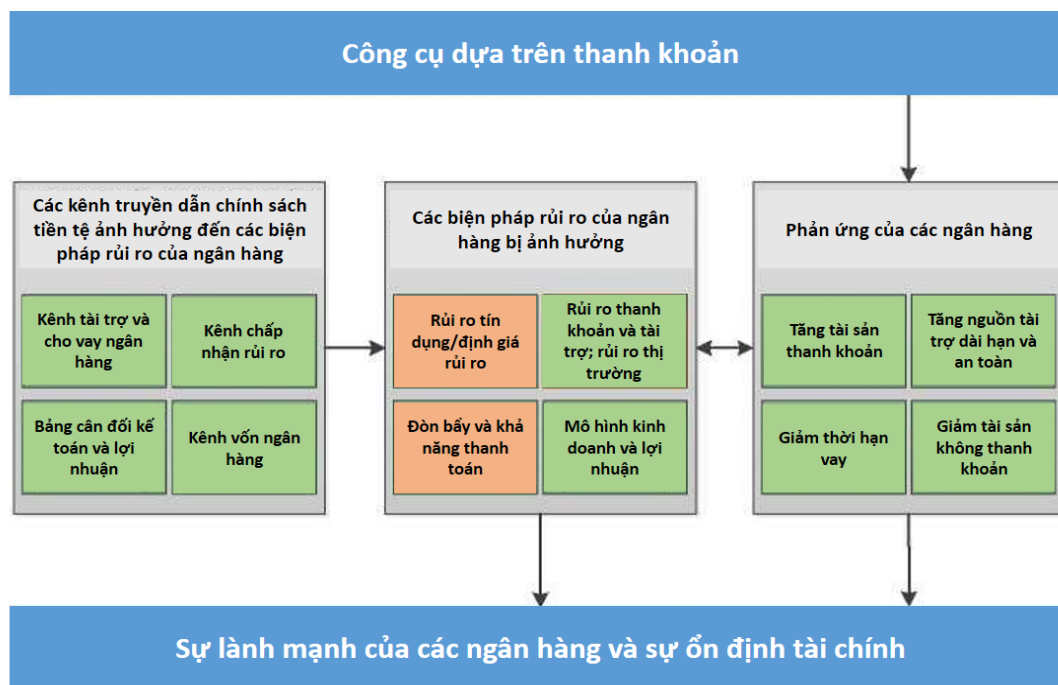 Công cụ dựa trên thanh khoản
Các kênh truyền dẫn chính sách
tiền tệ ảnh hưởng đến các biện
pháp rủi ro của ngân hàng
Kênh tài trợ và
cho vay ngân
hàng
Kênh chấp
nhận rủi ro
Bảng cân đối kế
toán và lợi
nhuận
Kênh vốn ngân
hàng
Các biện pháp rủi ro của ngân
hàng bị ảnh hưởng
Rủi ro tín
dụng/định giá
rủi ro
Rủi ro thanh
khoản và tài
trợ; rủi ro thị
trường
Đòn bẩy và khả
năng thanh
toán
Mô hình kinh
doanh và lợi
nhuận
Phản ứng của các ngân hàng
Tăng tài sản
thanh khoản
Tăng nguồn tài
trợ dài hạn và
an toàn
Giảm thời hạn
vay
Giảm tài sản
không thanh
khoản
Sự lành mạnh của các ngân hàng và sự ổn định tài chính